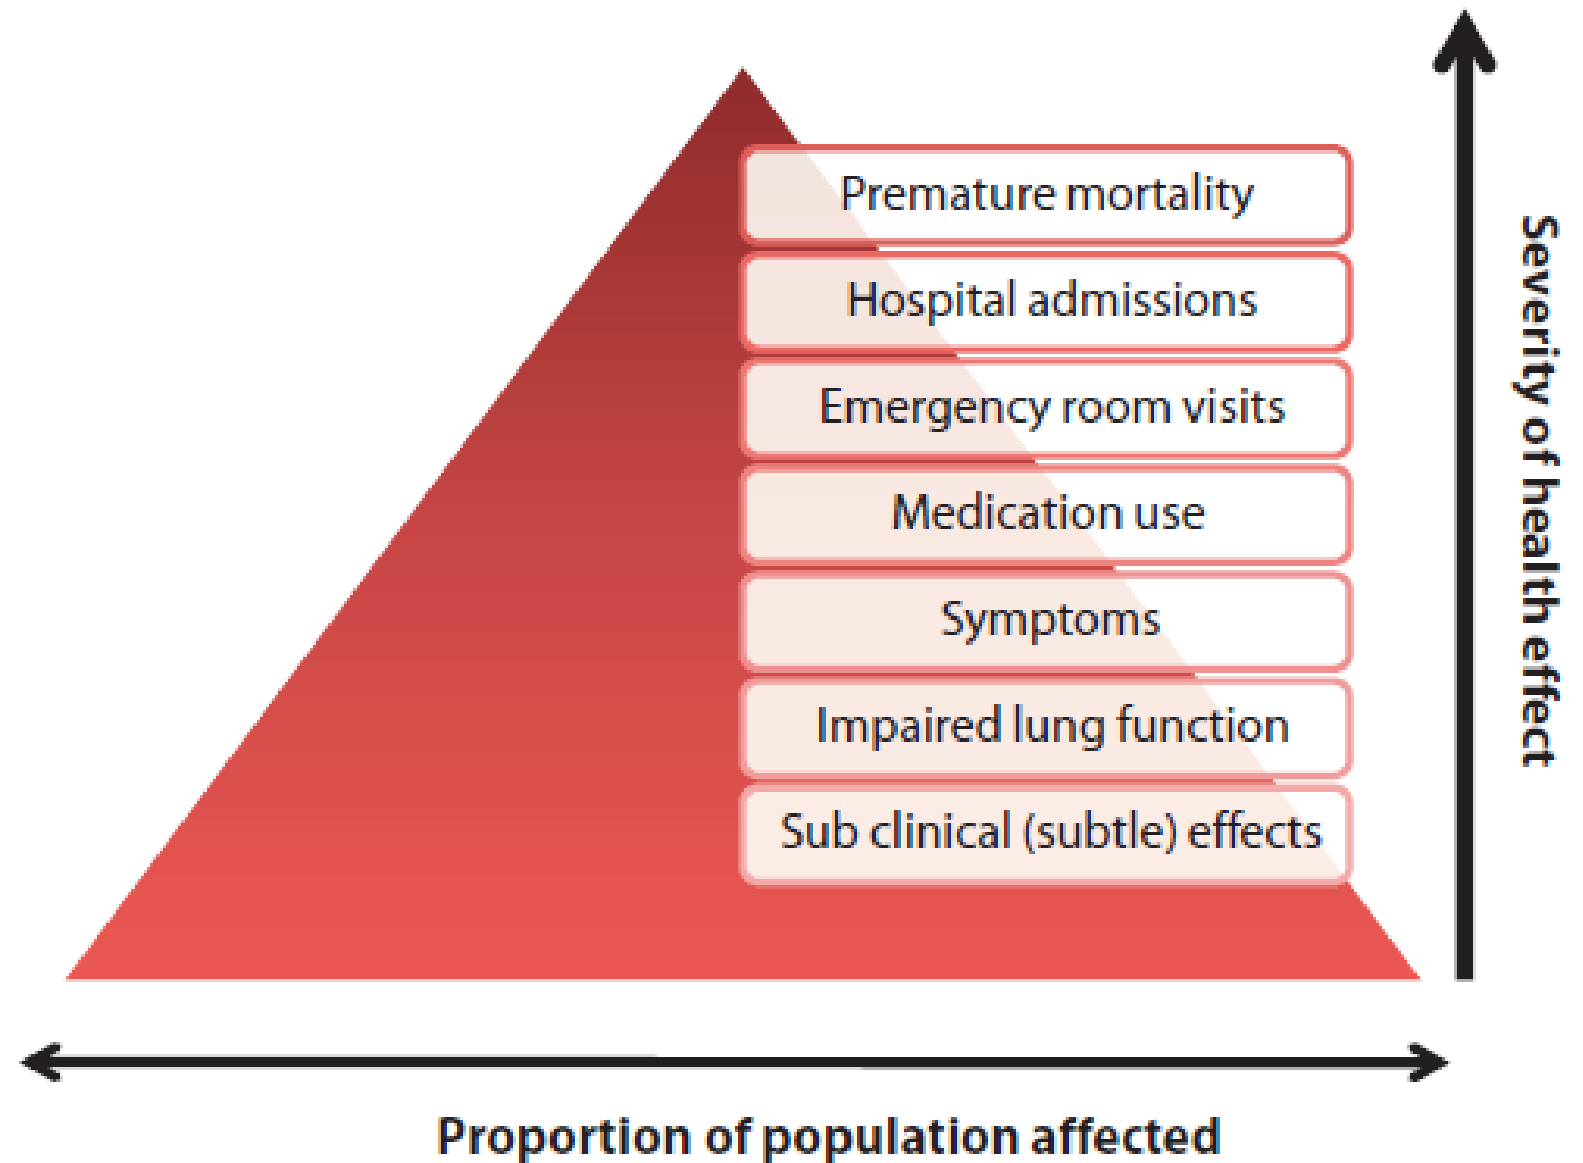 Premature mortality
Hospital admissions
Emergency room visits
Medication use
Symptoms
Impaired lung function
Sub clinical (subtle) effects
Severity of health effect
Proportion of population affected